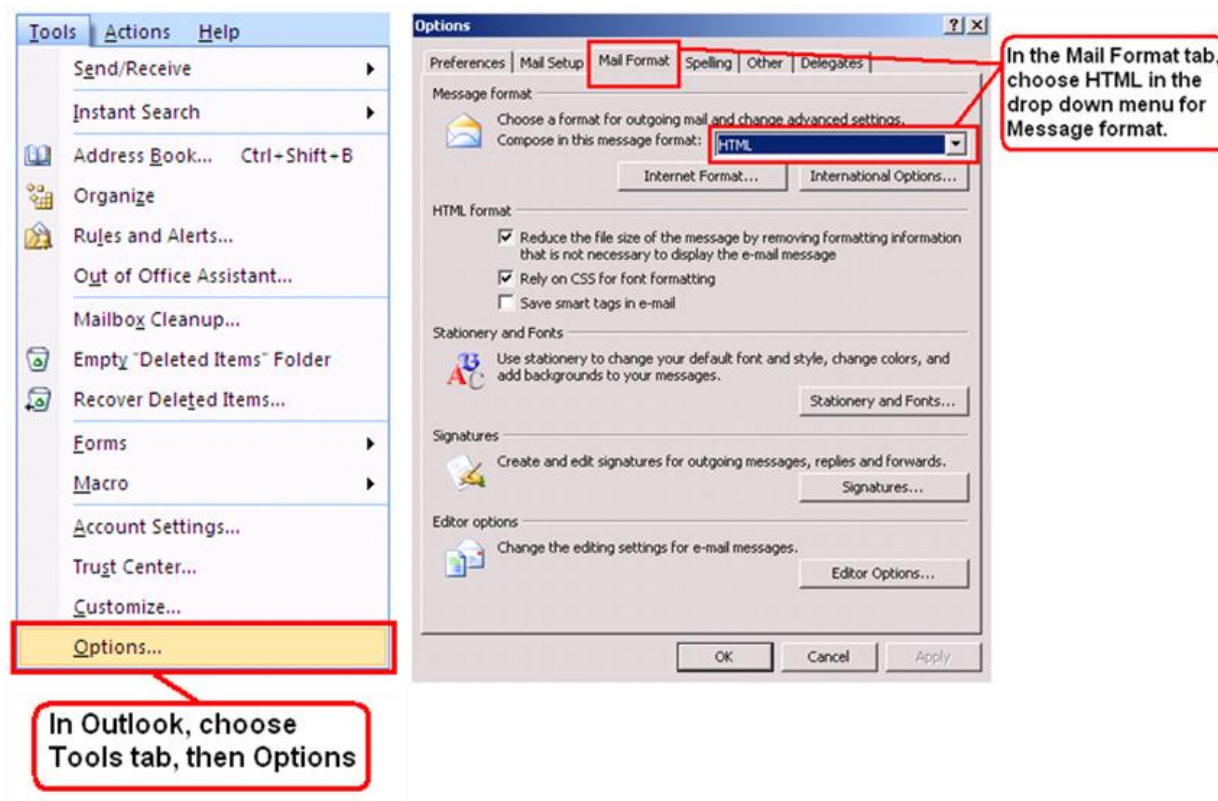 Tools Actions Help
Send/Receive
Instant Search
Address Book... Ctrl+Shift+B
Organize
Rules and Alerts...
Out of Office Assistant...
Mailbox Cleanup...
Empty "Deleted Items" Folder
Recover Deleted Items...
Forms
Macro
Account Settings...
Trust Center...
Customize...
Options...
In Outlook, choose
Tools tab, then Options
Options
Preferences Mail Setup Mail Format Spelling Other Delegates
Message format
Choose a format for outgoing mail and change advanced settings.
Compose in this message format: HTML
Internet Format... International Options...
HTML format
Reduce the file size of the message by removing formatting information
that is not necessary to display the e-mail message
Rely on CSS for font formatting
Save smart tags in e-mail
Stationery and Fonts
Use stationery to change your default font and style, change colors, and
add backgrounds to your messages.
Stationery and Fonts...
Signatures
Create and edit signatures for outgoing messages, replies and forwards.
Signatures...
Editor options
Change the editing settings for e-mail messages.
Editor Options...
OK Cancel Apply
In the Mail Format tab,
choose HTML in the
drop down menu for
Message format.